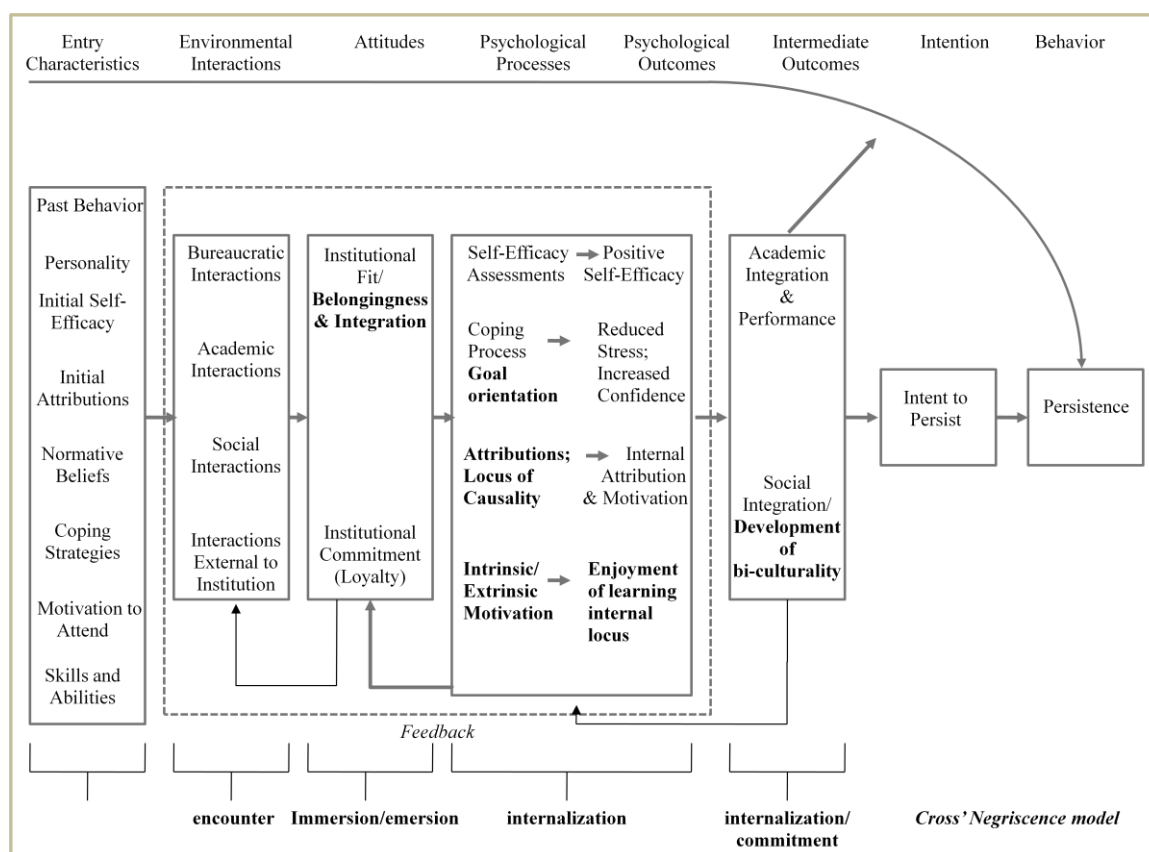 Entry
Characteristics
Environmental
Interactions
Attitudes
Psychological
Processes
Psychological
Outcomes
Intermediate
Outcomes
Intention
Behavior
Past Behavior
Personality
Initial Self-
Efficacy
Initial
Attributions
Normative
Beliefs
Coping
Strategies
Motivation to
Attend
Skills and
Abilities
Bureaucratic
Interactions
Academic
Interactions
Social
Interactions
Interactions
External to
Institution
Institutional
Fit/
Belongingness
& Integration
Institutional
Commitment
(Loyalty)
Self-Efficacy
Assessments
Positive
Self-Efficacy
Coping
Process
Goal
orientation
Reduced
Stress;
Increased
Confidence
Attributions;
Locus of
Causality
Internal
Attribution
& Motivation
Intrinsic/
Extrinsic
Motivation
Enjoyment
of learning
internal
locus
Academic
Integration
&
Performance
Social
Integration/
Development
of
bi-culturality
Intent to
Persist
Persistence
Feedback
encounter
Immersion/emersion
internalization
internalization/
commitment
Cross' Negriscence model